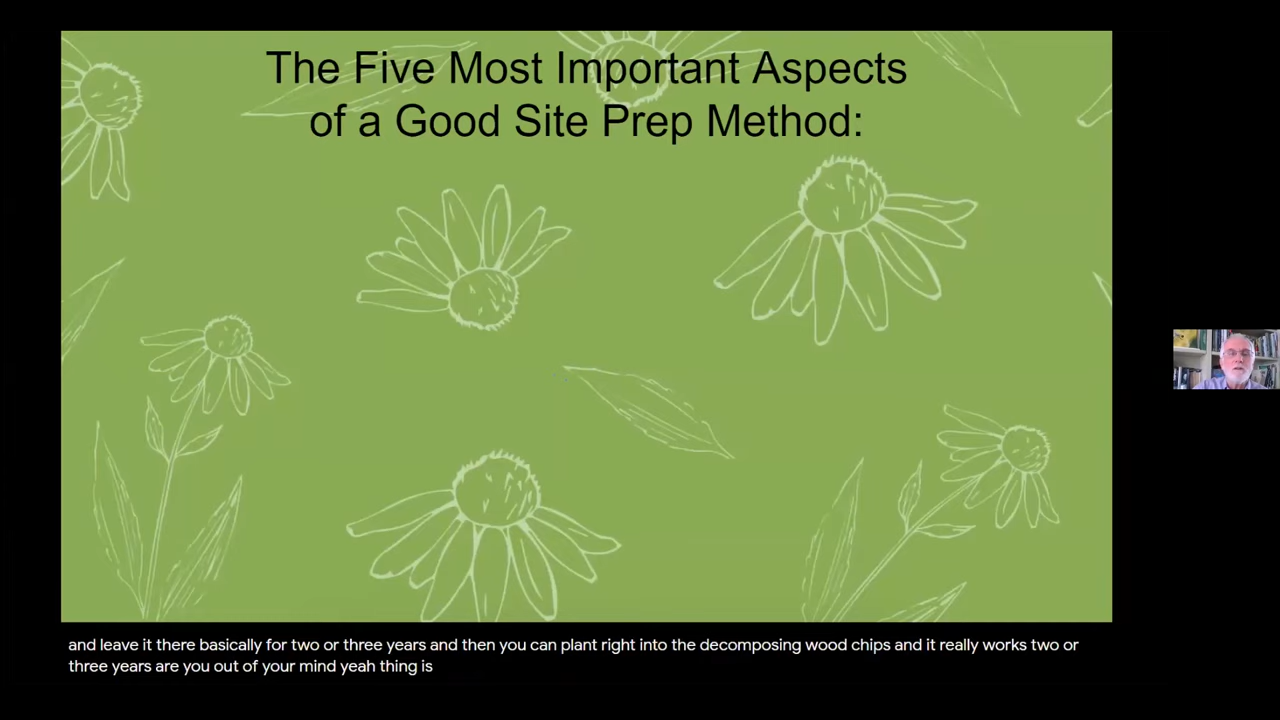 The Five Most Important Aspects
of a Good Site Prep Method:
and leave it there basically for two or three years and then you can plant right into the decomposing wood chips and it really works two or
three years are you out of your mind yeah thing is